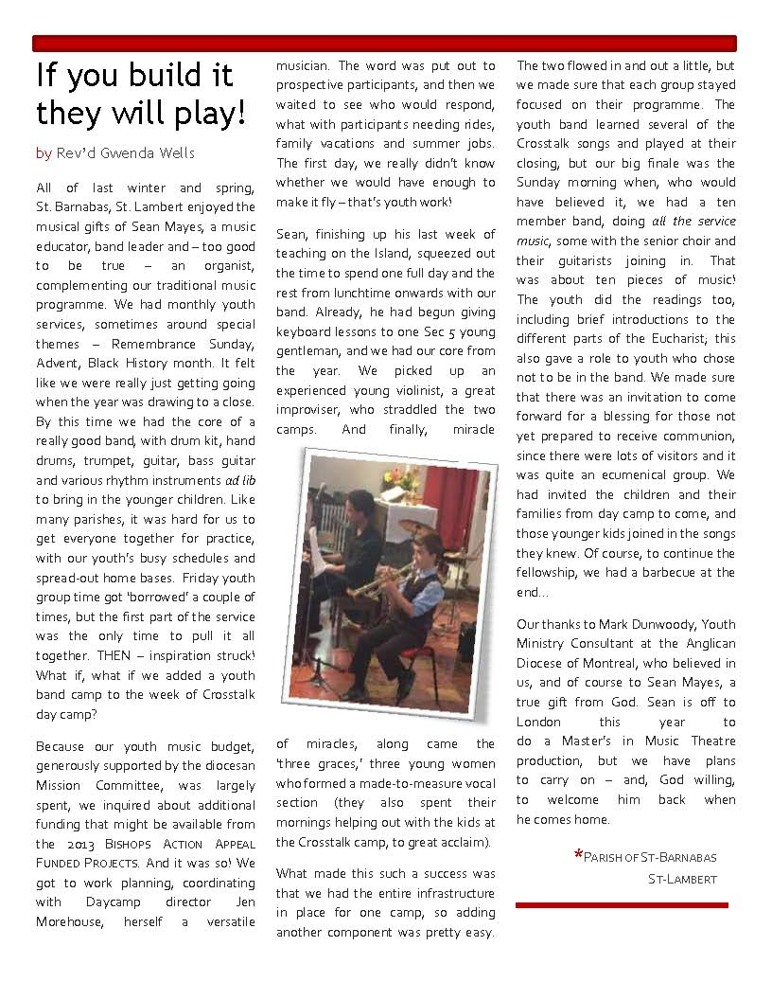 If you build it
they will play!
by Rev'd Gwenda Wells
All of last winter and spring,
St. Barnabas, St. Lambert enjoyed the
musical gifts of Sean Mayes, a music
educator, band leader and – too good
to be true – an organist,
complementing our traditional music
programme. We had monthly youth
services, sometimes around special
themes – Remembrance Sunday,
Advent, Black History month. It felt
like we were really just getting going
when the year was drawing to a close.
By this time we had the core of a
really good band, with drum kit, hand
drums, trumpet, guitar, bass guitar
and various rhythm instruments ad lib
to bring in the younger children. Like
many parishes, it was hard for us to
get everyone together for practice,
with our youth's busy schedules and
spread-out home bases. Friday youth
group time got 'borrowed' a couple of
times, but the first part of the service
was the only time to pull it all
together. THEN – inspiration struck!
What if, what if we added a youth
band camp to the week of Crosstalk
day camp?
Because our youth music budget,
generously supported by the diocesan
Mission Committee, was largely
spent, we inquired about additional
funding that might be available from
the 2013 BISHOPS ACTION APPEAL
FUNDED PROJECTS. And it was so! We
got to work planning, coordinating
with Daycamp director Jen
Morehouse, herself a versatile
musician. The word was put out to
prospective participants, and then we
waited to see who would respond,
what with participants needing rides,
family vacations and summer jobs.
The first day, we really didn't know
whether we would have enough to
make it fly – that's youth work!
Sean, finishing up his last week of
teaching on the Island, squeezed out
the time to spend one full day and the
rest from lunchtime onwards with our
band. Already, he had begun giving
keyboard lessons to one Sec 5 young
gentleman, and we had our core from
the year. We picked up an
experienced young violinist, a great
improviser, who straddled the two
camps. And finally, miracle
of miracles, along came the
'three graces,' three young women
who formed a made-to-measure vocal
section (they also spent their
mornings helping out with the kids at
the Crosstalk camp, to great acclaim).
What made this such a success was
that we had the entire infrastructure
in place for one camp, so adding
another component was pretty easy.
The two flowed in and out a little, but
we made sure that each group stayed
focused on their programme. The
youth band learned several of the
Crosstalk songs and played at their
closing, but our big finale was the
Sunday morning when, who would
have believed it, we had a ten
member band, doing all the service
music, some with the senior choir and
their guitarists joining in. That
was about ten pieces of music!
The youth did the readings too,
including brief introductions to the
different parts of the Eucharist; this
also gave a role to youth who chose
not to be in the band. We made sure
that there was an invitation to come
forward for a blessing for those not
yet prepared to receive communion,
since there were lots of visitors and it
was quite an ecumenical group. We
had invited the children and their
families from day camp to come, and
those younger kids joined in the songs
they knew. Of course, to continue the
fellowship, we had a barbecue at the
end...
Our thanks to Mark Dunwoody, Youth
Ministry Consultant at the Anglican
Diocese of Montreal, who believed in
us, and of course to Sean Mayes, a
true gift from God. Sean is off to
London this year to
do a Master's in Music Theatre
production, but we have plans
to carry on – and, God willing,
to welcome him back when
he comes home.
*PARISH OF ST-BARNABAS
ST-LAMBERT